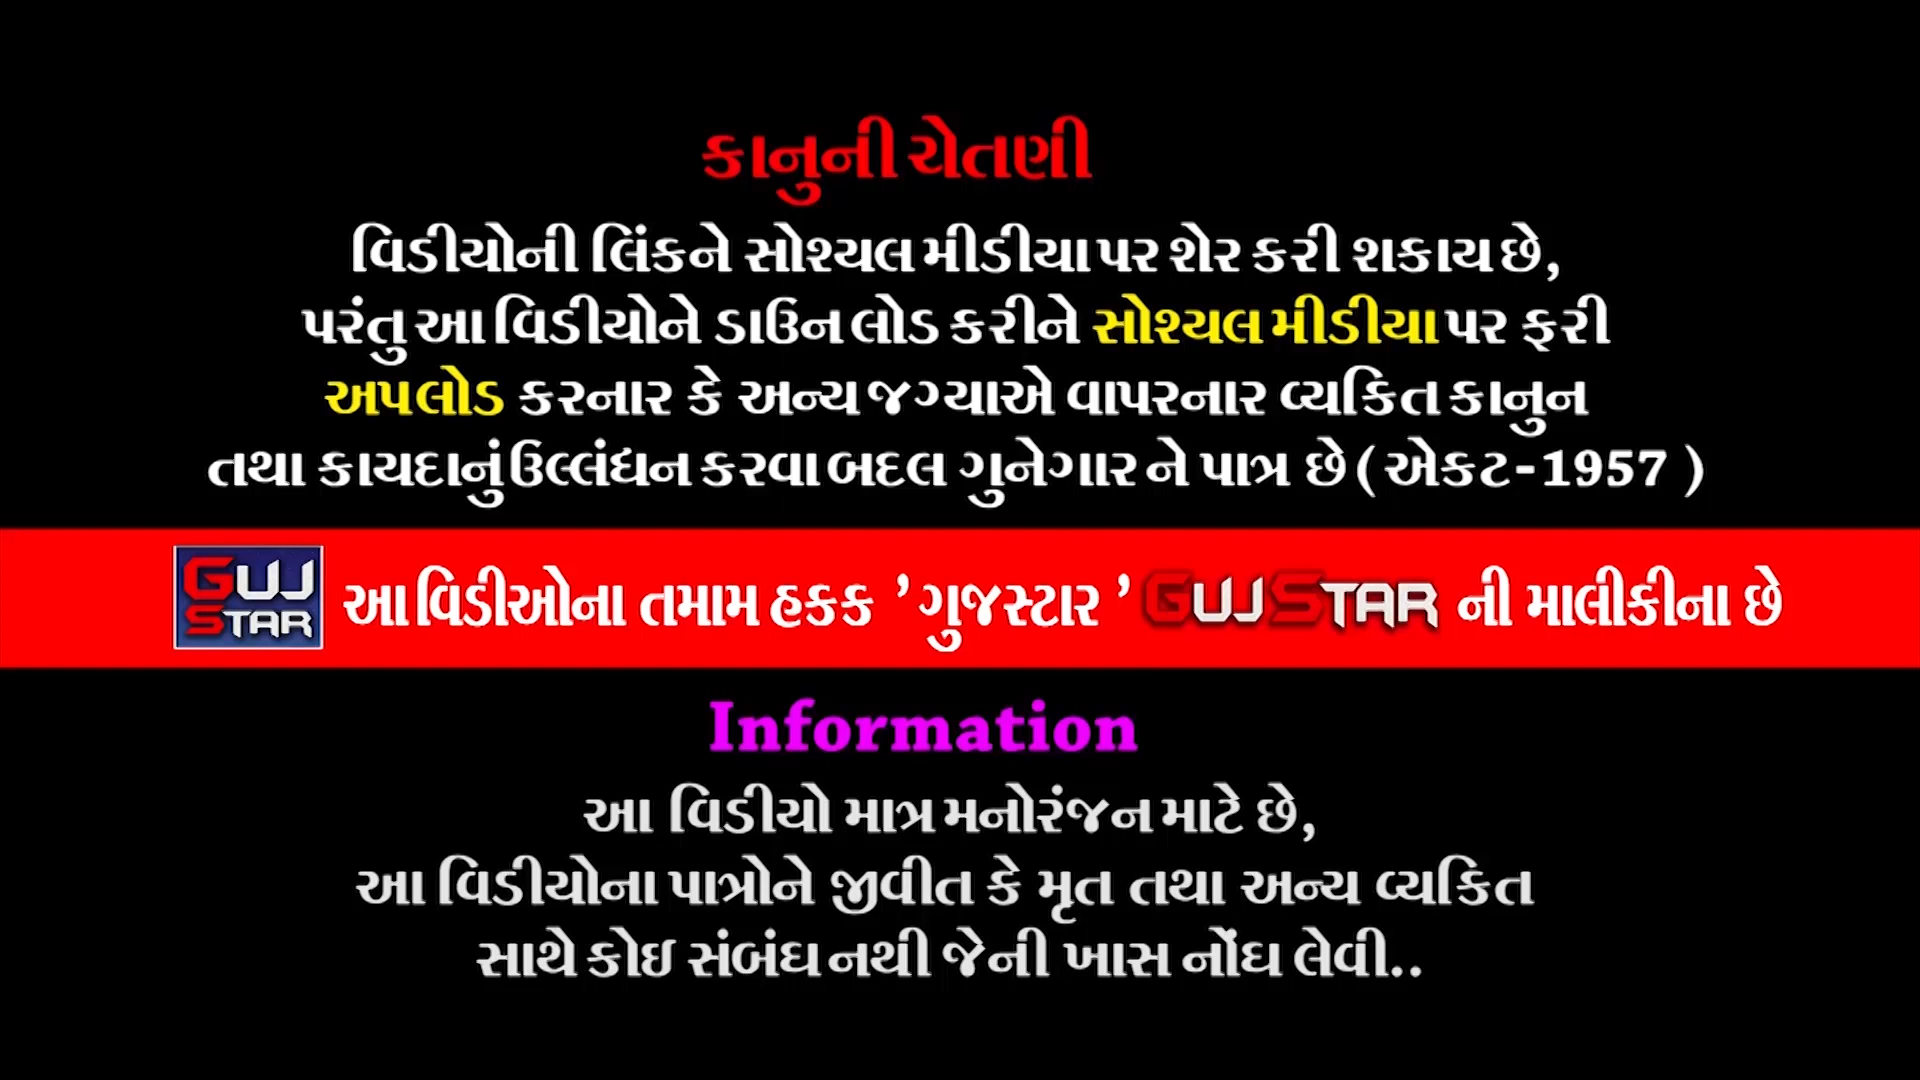 કાનુની ચેતણી
વિડીયોની લિંકને સોશ્યલ મીડીયા પર શેર કરી શકાય છે,
પરંતુ આ વિડીયોને ડાઉનલોડ કરીને સોશ્યલ મીડીયા પર ફરી
અપલોડ કરનાર કે અન્ય જગ્યાએ વાપરનાર વ્યકિત કાનુન
તથા કાયદાનું ઉલ્લંઘન કરવા બદલ ગુનેગાર ને પાત્ર છે ( એકટ-1957 )
GUJ STAR આ વિડીઓના તમામ હકક ' ગુજસ્ટાર ' GUJ STAR ની માલીકીના છે
Information
આ વિડીયો માત્ર મનોરંજન માટે છે,
આ વિડીયોના પાત્રોને જીવીત કે મૃત તથા અન્ય વ્યકિત
સાથે કોઇ સંબંઘ નથી જેની ખાસ નોંઘ લેવી..